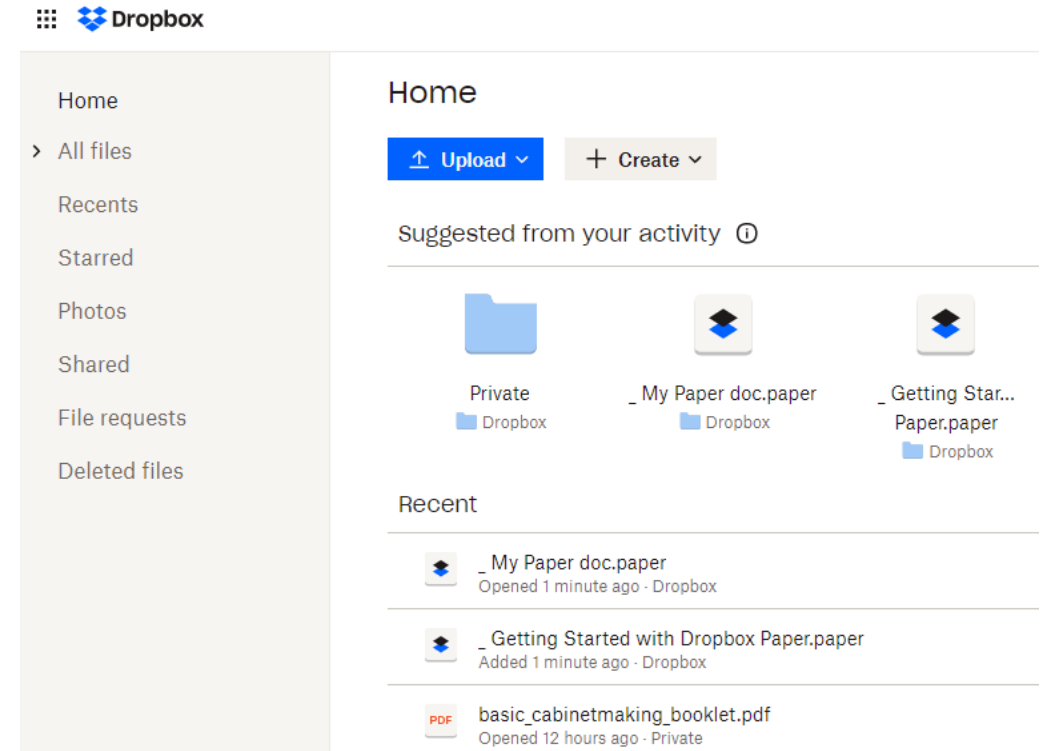 Dropbox
Home
All files
Recents
Starred
Photos
Shared
File requests
Deleted files
Home
Upload
Create
Suggested from your activity
Private
Dropbox
_ My Paper doc.paper
Dropbox
_ Getting Star...
Paper.paper
Dropbox
Recent
_ My Paper doc.paper
Opened 1 minute ago · Dropbox
_ Getting Started with Dropbox Paper.paper
Added 1 minute ago · Dropbox
PDF
basic_cabinetmaking_booklet.pdf
Opened 12 hours ago · Private